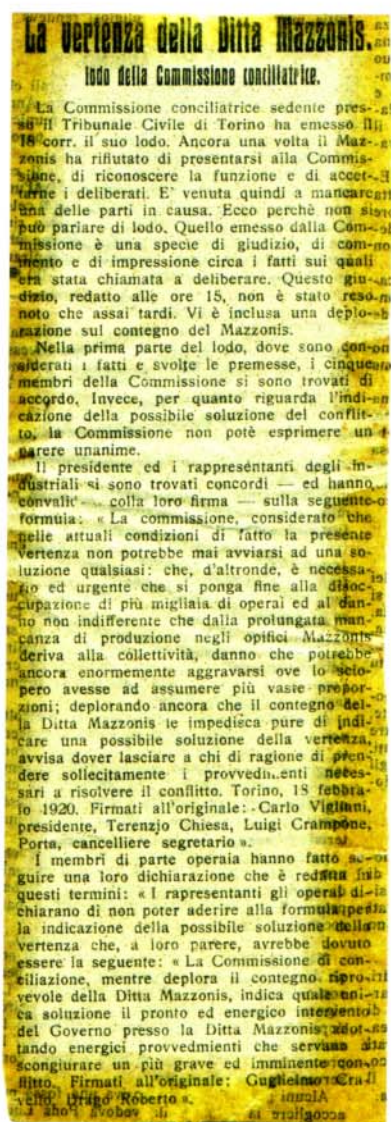 La vertenza della Ditta Mazzonis.
lodo della Commissione conciliatrice.
La Commissione conciliatrice sedente pres-
so il Tribunale Civile di Torino ha emesso il
18 corr. il suo lodo. Ancora una volta il Maz-
zonis ha rifiutato di presentarsi alla Commis-
sione, di riconoscere la funzione e di accet-
tarne i deliberati. E' venuta quindi a mancare
una delle parti in causa. Ecco perchè non si
può parlare di lodo. Quello emesso dalla Com-
missione è una specie di giudizio, di com-
mento e di impressione circa i fatti sui quali
era stata chiamata a deliberare. Questo giu-
dizio, redatto alle ore 15, non è stato reso
noto che assai tardi. Vi è inclusa una deplo-
razione sul contegno del Mazzonis.
Nella prima parte del lodo, dove sono con-
siderati i fatti e svolte le premesse, i cinque
membri della Commissione si sono trovati di
accordo. Invece, per quanto riguarda l'indi-
cazione della possibile soluzione del conflit-
to, la Commissione non potè esprimere un
parere unanime.
Il presidente ed i rappresentanti degli in-
dustriali si sono trovati concordi — ed hanno
convalid colla loro firma — sulla seguente
formula: « La commissione, considerato che
nelle attuali condizioni di fatto la presente
vertenza non potrebbe mai avviarsi ad una so-
luzione qualsiasi: che, d'altronde, è necessa-
rio ed urgente che si ponga fine alla disoc-
cupazione di più migliaia di operai ed al dan-
no non indifferente che dalla prolungata man-
canza di produzione negli opifici Mazzonis
deriva alla collettività, danno che potrebbe
ancora enormemente aggravarsi ove lo scio-
pero avesse ad assumere più vaste propor-
zioni; deplorando ancora che il contegno del-
la Ditta Mazzonis le impedisca pure di indi-
care una possibile soluzione della vertenza,
avvisa dover lasciare a chi di ragione di pren-
dere sollecitamente i provvedimenti neces-
sari a risolvere il conflitto. Torino, 18 febbra-
io 1920. Firmati all'originale: Carlo Vigliani,
presidente, Terenzio Chiesa, Luigi Crampone,
Porta, cancelliere segretario ».
I membri di parte operaia hanno fatto se-
guire una loro dichiarazione che è redatta in
questi termini: « I rapresentanti gli operai di-
chiarano di non poter aderire alla formula per
la indicazione della possibile soluzione della
vertenza che, a loro parere, avrebbe dovuto
essere la seguente: « La Commissione di con-
ciliazione, mentre deplora il contegno ripro-
vevole della Ditta Mazzonis, indica quale uni-
ca soluzione il pronto ed energico intervento
del Governo presso la Ditta Mazzonis adot-
tando energici provvedmienti che servano a
scongiurare un più grave ed imminente con-
flitto. Firmati all'originale: Guglielmo Cra-
vello, Drago Roberto ».